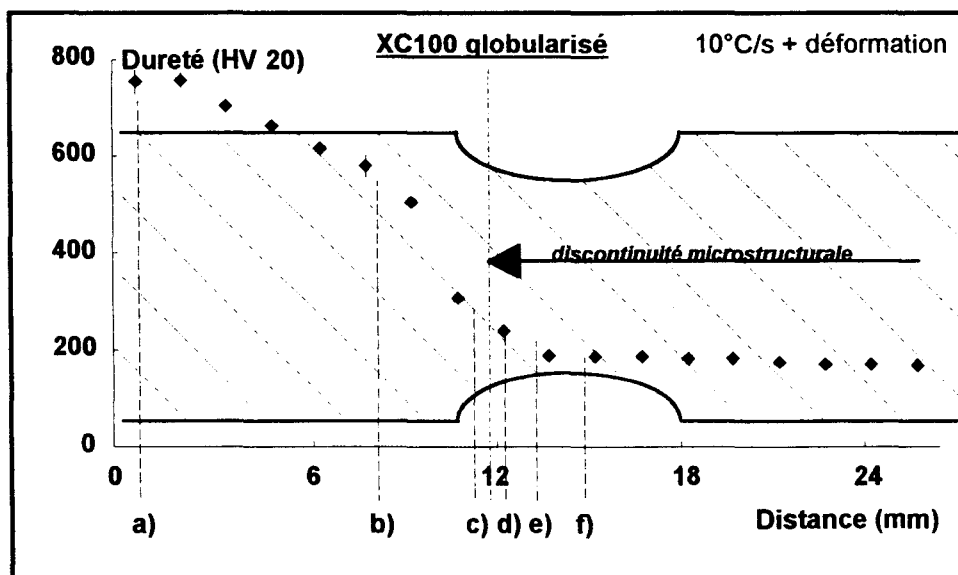 XC100 qlobularisé
10°C/s + déformation
Dureté (HV 20)
800
600
400
200
0
discontinuité microstructurale
0 6 12 18 24
a) b) c) d) e) f)
Distance (mm)